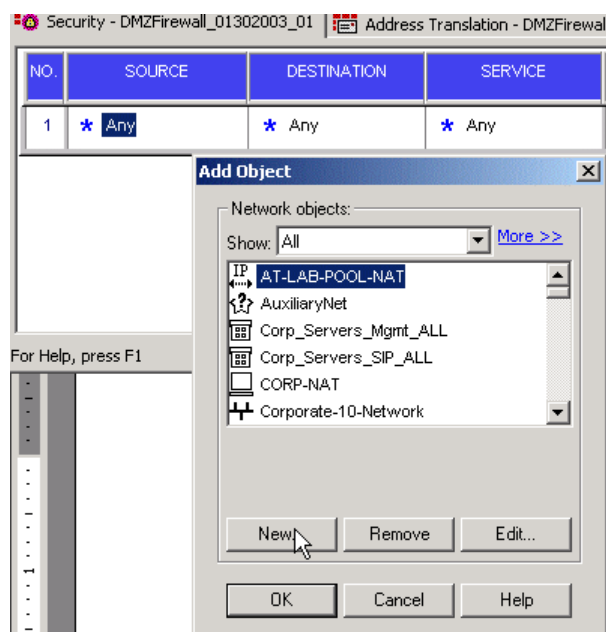 Security - DMZFirewall_01302003_01 Address Translation - DMZFirewal
NO. SOURCE DESTINATION SERVICE
1 * Any * Any * Any
Add Object
Network objects:
Show: All More >>
IP AT-LAB-POOL-NAT
AuxiliaryNet
Corp_Servers_Mgmt_ALL
Corp_Servers_SIP_ALL
CORP-NAT
Corporate-10-Network
For Help, press F1
New... Remove Edit...
1
OK Cancel Help